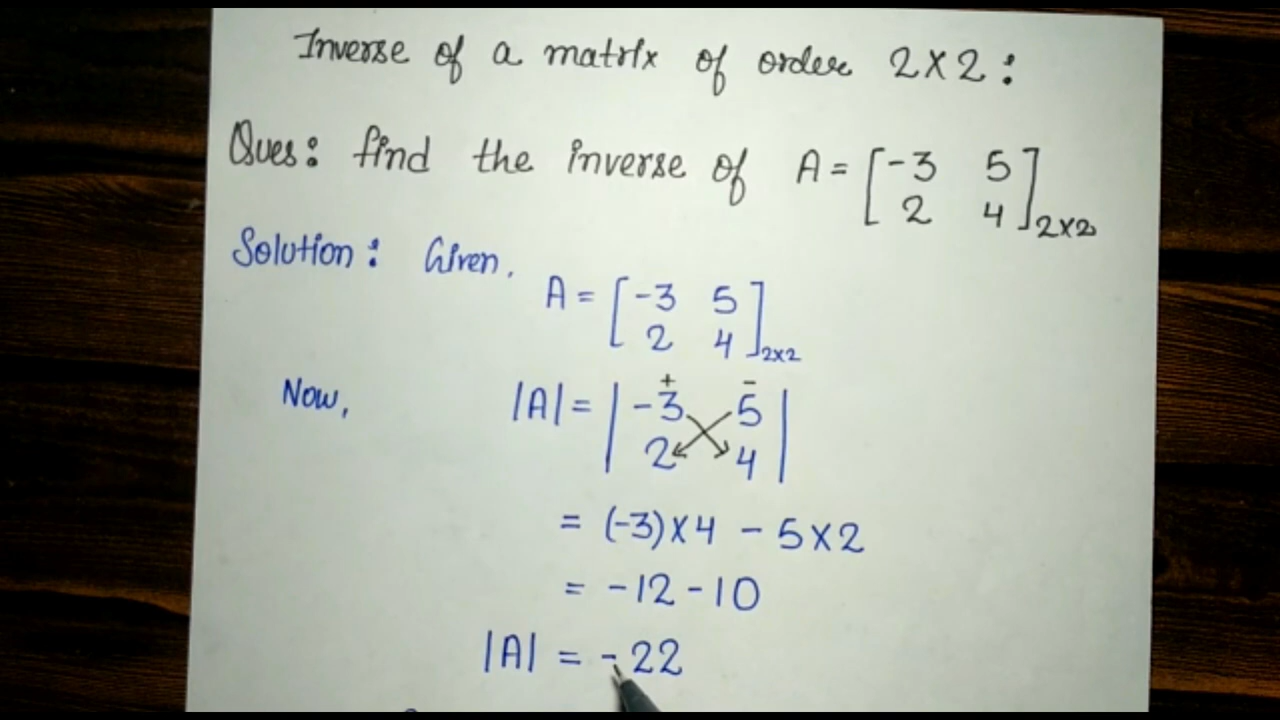 Inverse of a matrix of order 2×2:
Ques: find the inverse of A = [-3 5
2 4]2×2
Solution: Given,
A = [-3 5
2 4]2×2
Now, |A| = |-3 5
2 4|
+ -
= (-3)×4 - 5×2
= -12-10
|A| = -22